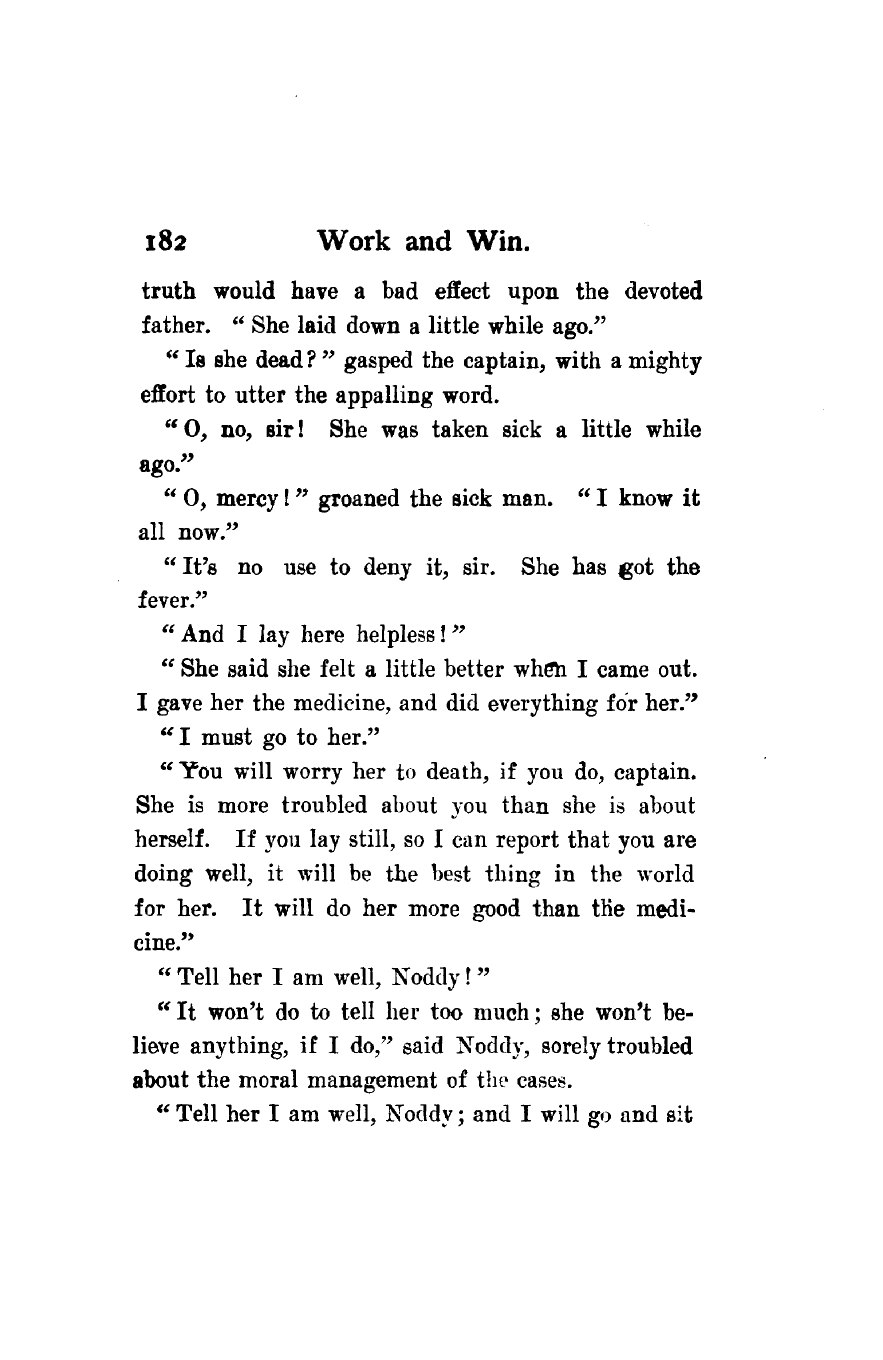 182 Work and Win.
truth would have a bad effect upon the devoted
father. “ She laid down a little while ago.”
“ Is she dead? ” gasped the captain, with a mighty
effort to utter the appalling word.
“ O, no, sir! She was taken sick a little while
ago.”
“ O, mercy! ” groaned the sick man. “ I know it
all now.”
“ It’s no use to deny it, sir. She has got the
fever.”
“ And I lay here helpless! ”
“ She said she felt a little better when I came out.
I gave her the medicine, and did everything for her.”
“ I must go to her.”
“ You will worry her to death, if you do, captain.
She is more troubled about you than she is about
herself. If you lay still, so I can report that you are
doing well, it will be the best thing in the world
for her. It will do her more good than the medi-
cine.”
“ Tell her I am well, Noddy! ”
“ It won’t do to tell her too much; she won’t be-
lieve anything, if I do,” said Noddy, sorely troubled
about the moral management of the cases.
“ Tell her I am well, Noddy; and I will go and sit